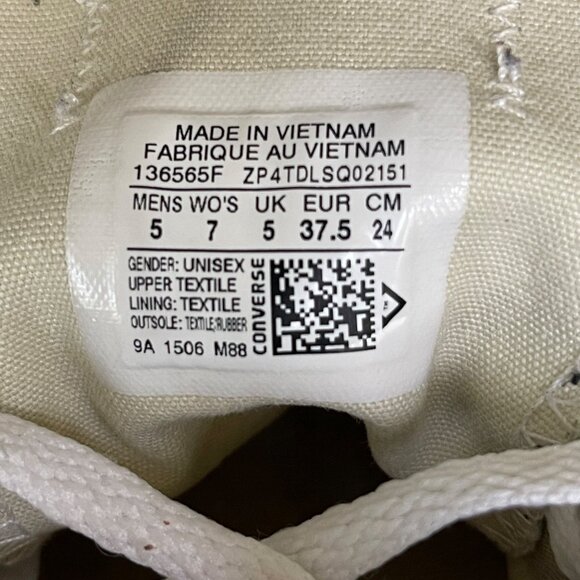 MADE IN VIETNAM
FABRIQUE AU VIETNAM
136565F ZP4TDLSQ02151
MENS WO'S UK EUR CM
5 7 5 37.5 24
GENDER: UNISEX
UPPER TEXTILE
LINING: TEXTILE
OUTSOLE: TEXTILE/RUBBER
9A 1506 M88
CONVERSE